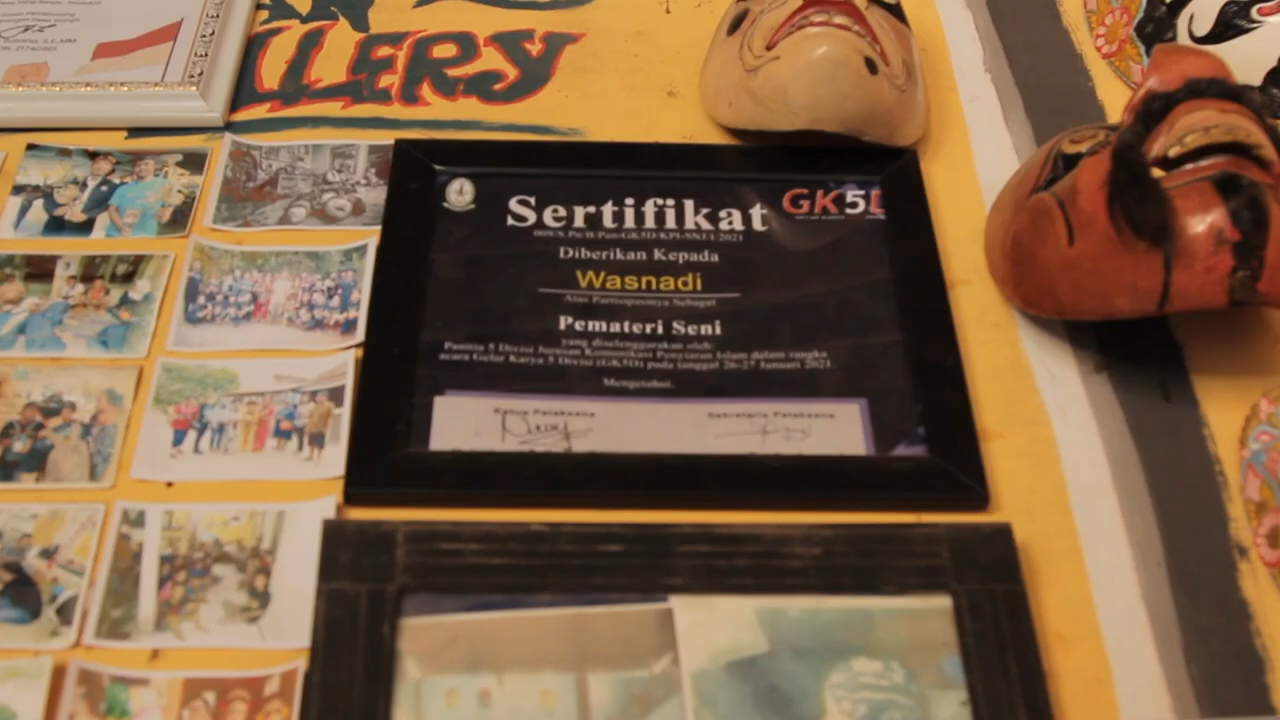 LLERY
Sertifikat
GK5D
Diberikan Kepada
Wasnadi
Atas Partisipasinya Sebagai
Pemateri Seni
yang diselenggarakan oleh:
Panitia 5 Divisi Jurusan Komunikasi Penyiaran Islam dalam rangka
acara Gelar Karya 5 Divisi (GK5D) pada tanggal 26-27 Januari 2021.
Mengetahui,
Ketua Pelaksana
Sekretaris Pelaksana